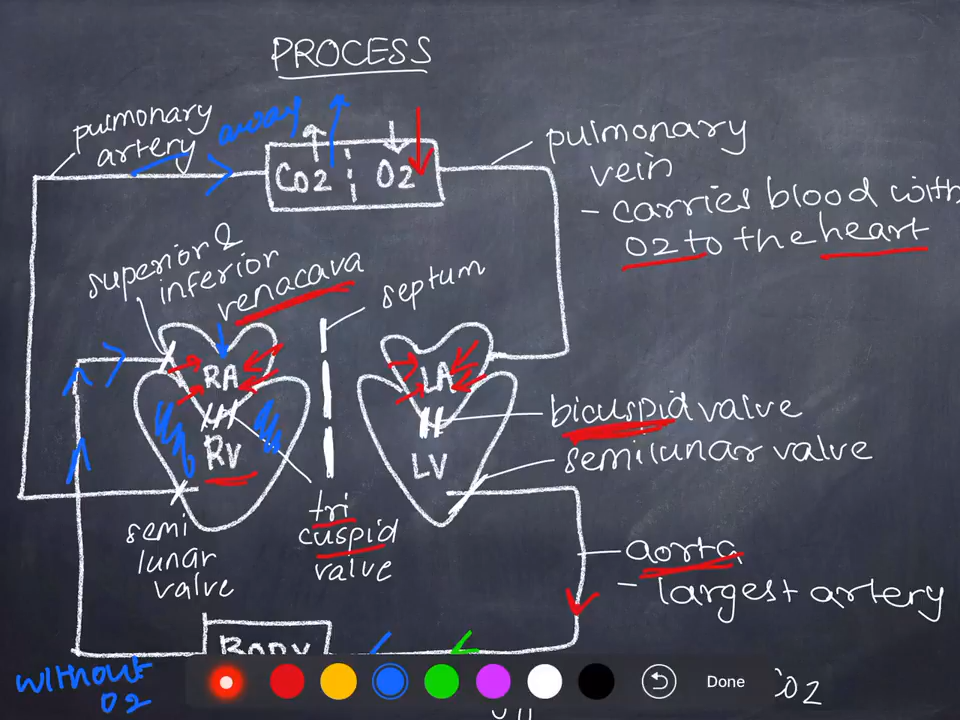 PROCESS
pulmonary
artery
away
CO2
O2
pulmonary
vein
- carries blood with
O2 to the heart
superior &
inferior
venacava
septum
RA
LA
RV
LV
bicuspid valve
semilunar valve
tri
cuspid
valve
semi
lunar
valve
aorta
- largest artery
BODY
without
O2
Done